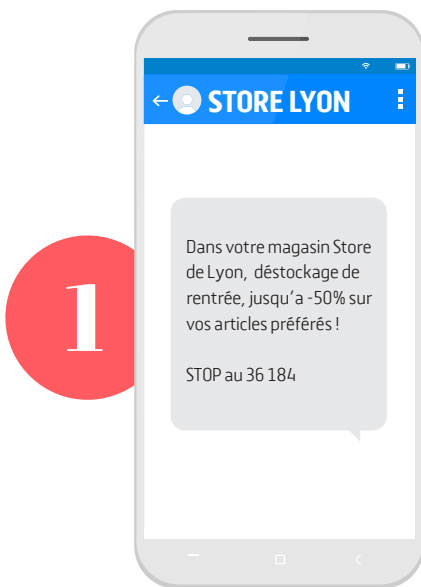 STORE LYON
1
Dans votre magasin Store
de Lyon, déstockage de
rentrée, jusqu'a -50% sur
vos articles préférés !
STOP au 36 184